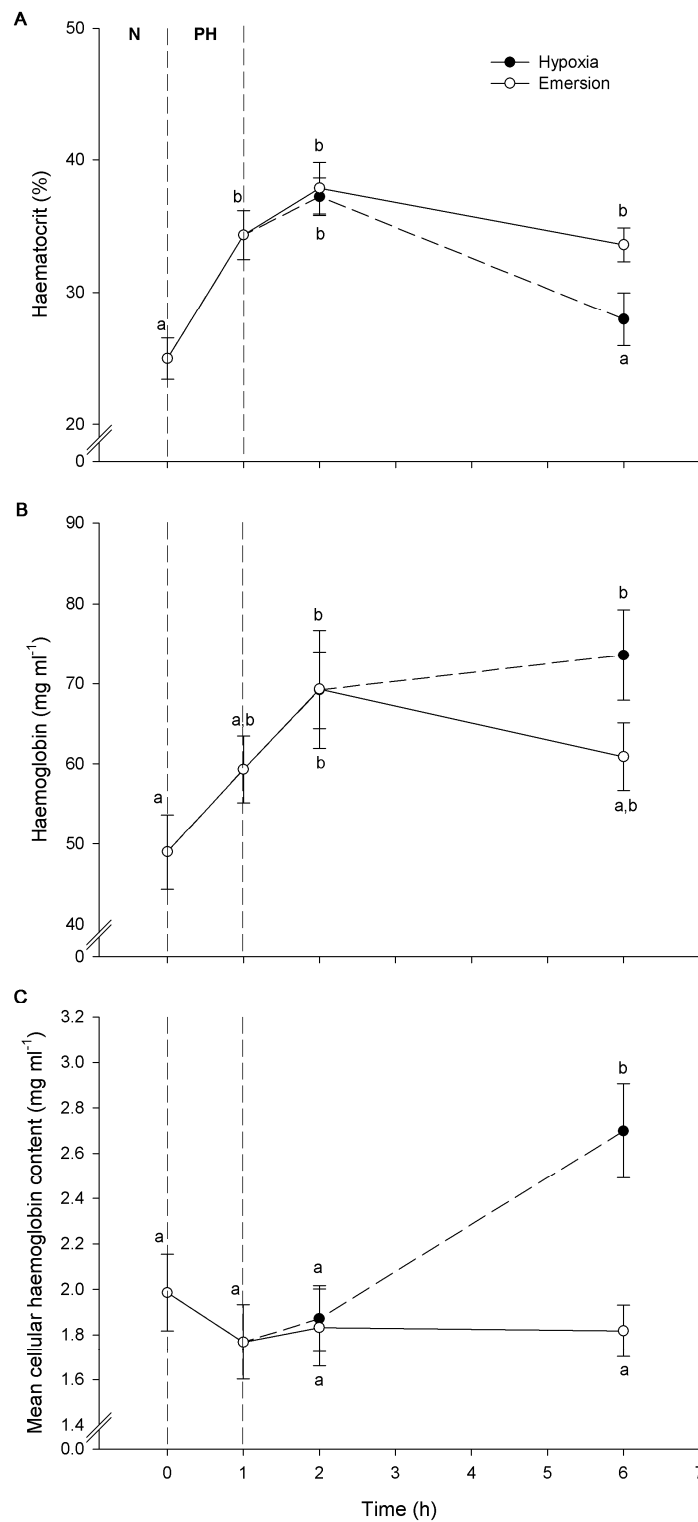 A
N PH
Hypoxia
Emersion
Haematocrit (%)
50
40
30
20
0
a
b
b
b
b
a
B
Haemoglobin (mg ml-1)
90
80
70
60
50
40
0
a
a,b
b
b
b
a,b
C
Mean cellular haemoglobin content (mg ml-1)
3.2
3.0
2.8
2.6
2.4
2.2
2.0
1.8
1.6
1.4
0.0
a
a
a
a
b
a
0 1 2 3 4 5 6 7
Time (h)